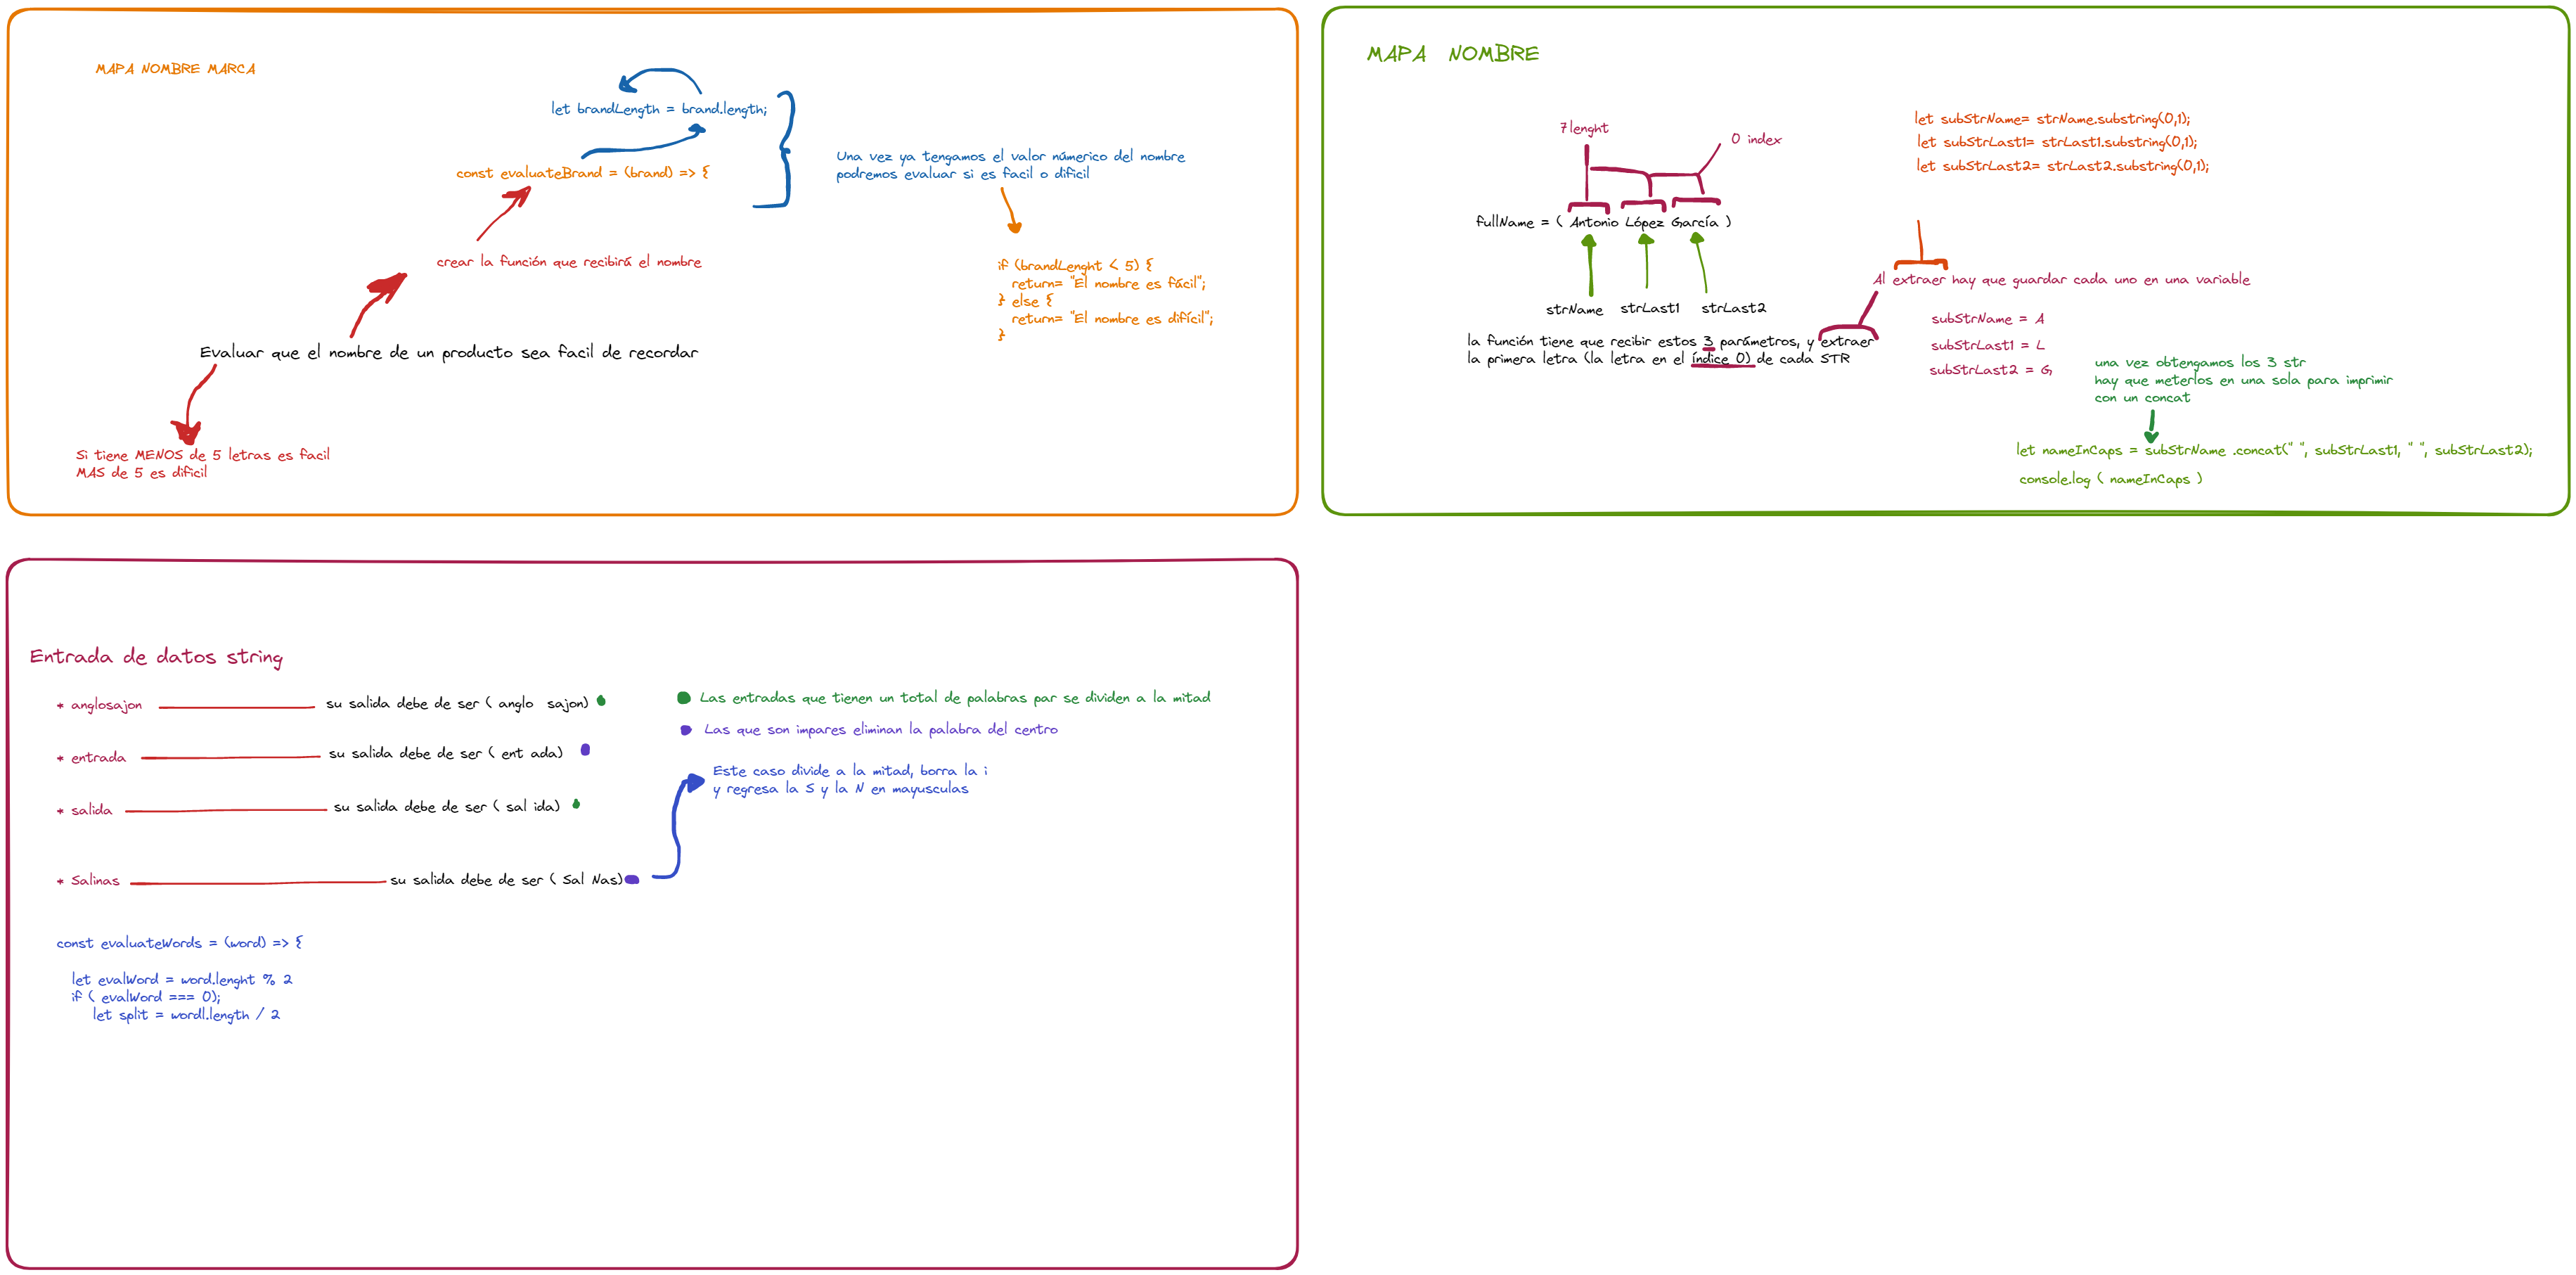 MAPA NOMBRE MARCA
let brandLength = brand.length;
const evaluateBrand = (brand) => {
crear la función que recibirá el nombre
Evaluar que el nombre de un producto sea facil de recordar
Si tiene MENOS de 5 letras es facil
MAS de 5 es dificil
Una vez ya tengamos el valor númerico del nombre
podremos evaluar si es facil o dificil
if (brandLenght < 5) {
return= "El nombre es fácil";
} else {
return= "El nombre es difícil";
}
MAPA NOMBRE
7lenght
0 index
fullName = ( Antonio López García )
strName strLast1 strLast2
la función tiene que recibir estos 3 parámetros, y extraer
la primera letra (la letra en el índice 0) de cada STR
let subStrName= strName.substring(0,1);
let subStrLast1= strLast1.substring(0,1);
let subStrLast2= strLast2.substring(0,1);
Al extraer hay que guardar cada uno en una variable
subStrName = A
subStrLast1 = L
subStrLast2 = G,
una vez obtengamos los 3 str
hay que meterlos en una sola para imprimir
con un concat
let nameInCaps = subStrName .concat(" ", subStrLast1, " ", subStrLast2);
console.log ( nameInCaps )
Entrada de datos string
* anglosajon su salida debe de ser ( anglo sajon)
* entrada su salida debe de ser ( ent ada)
* salida su salida debe de ser ( sal ida)
* Salinas su salida debe de ser ( Sal Nas)
Las entradas que tienen un total de palabras par se dividen a la mitad
Las que son impares eliminan la palabra del centro
Este caso divide a la mitad, borra la i
y regresa la S y la N en mayusculas
const evaluateWords = (word) => {
let evalWord = word.lenght % 2
if ( evalWord === 0);
let split = wordl.length / 2